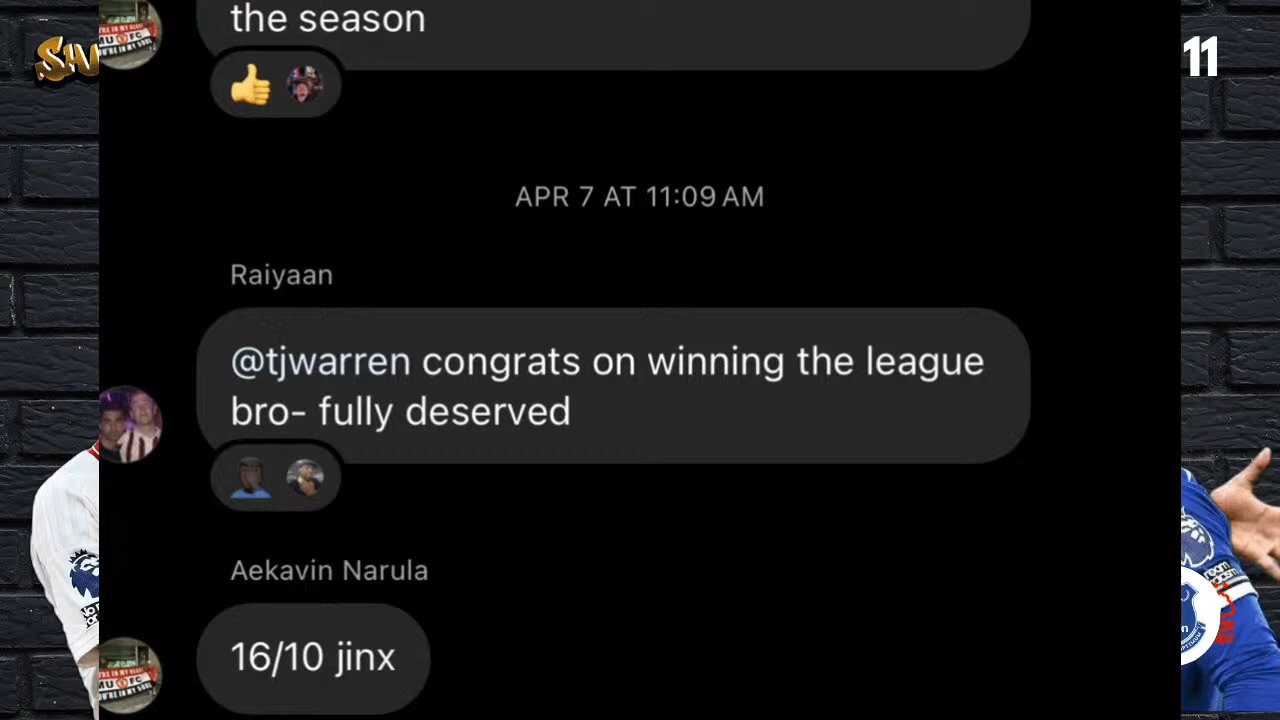 the season
11
APR 7 AT 11:09 AM
Raiyaan
@tjwarren congrats on winning the league
bro- fully deserved
Aekavin Narula
16/10 jinx